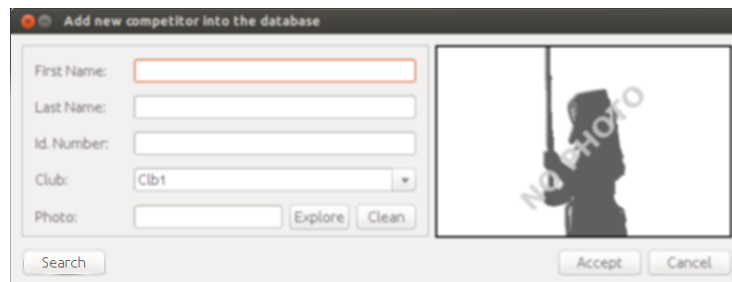 Add new competitor into the database
First Name:
Last Name:
Id. Number:
Club: Clb1
Photo: Explore Clean
NO PHOTO
Search Accept Cancel